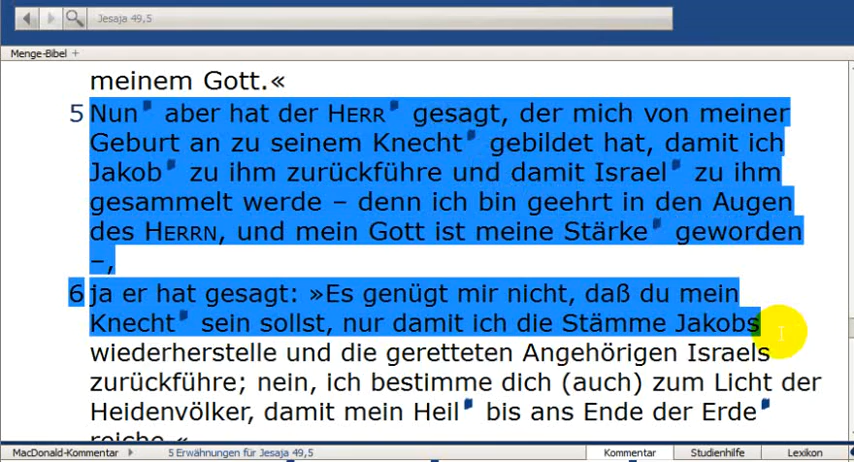 Jesaja 49,5
Menge-Bibel +
meinem Gott.«
5 Nun aber hat der HERR gesagt, der mich von meiner
Geburt an zu seinem Knecht gebildet hat, damit ich
Jakob zu ihm zurückführe und damit Israel zu ihm
gesammelt werde – denn ich bin geehrt in den Augen
des HERRN, und mein Gott ist meine Stärke geworden
–,
6 ja er hat gesagt: »Es genügt mir nicht, daß du mein
Knecht sein sollst, nur damit ich die Stämme Jakobs
wiederherstelle und die geretteten Angehörigen Israels
zurückführe; nein, ich bestimme dich (auch) zum Licht der
Heidenvölker, damit mein Heil bis ans Ende der Erde
reiche.«
MacDonald-Kommentar 5 Erwähnungen für Jesaja 49,5 Kommentar Studienhilfe Lexikon